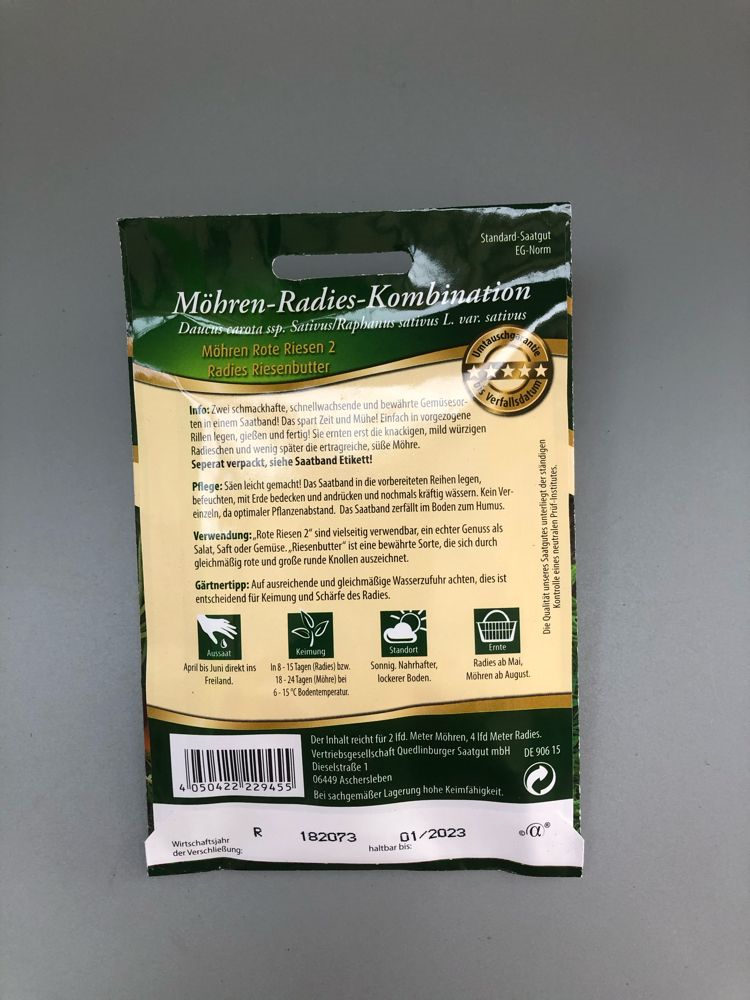 Standard-Saatgut
EG-Norm
Möhren-Radies-Kombination
Daucus carota ssp. Sativus/Raphanus sativus L. var. sativus
Möhren Rote Riesen 2
Radies Riesenbutter
Umtauschgarantie
bis Verfallsdatum
Info: Zwei schmackhafte, schnellwachsende und bewährte Gemüsesor-
ten in einem Saatband! Das spart Zeit und Mühe! Einfach in vorgezogene
Rillen legen, gießen und fertig! Sie ernten erst die knackigen, mild würzigen
Radieschen und wenig später die ertragreiche, süße Möhre.
Seperat verpackt, siehe Saatband Etikett!
Pflege: Säen leicht gemacht! Das Saatband in die vorbereiteten Reihen legen,
befeuchten, mit Erde bedecken und andrücken und nochmals kräftig wässern. Kein Ver-
einzeln, da optimaler Pflanzenabstand. Das Saatband zerfällt im Boden zum Humus.
Verwendung: „Rote Riesen 2“ sind vielseitig verwendbar, ein echter Genuss als
Salat, Saft oder Gemüse. „Riesenbutter“ ist eine bewährte Sorte, die sich durch
gleichmäßig rote und große runde Knollen auszeichnet.
Gärtnertipp: Auf ausreichende und gleichmäßige Wasserzufuhr achten, dies ist
entscheidend für Keimung und Schärfe des Radies.
Die Qualität unseres Saatgutes unterliegt der ständigen
Kontrolle eines neutralen Prüf-Institutes.
Aussaat
April bis Juni direkt ins
Freiland.
Keimung
In 8 - 15 Tagen (Radies) bzw.
18 - 24 Tagen (Möhre) bei
6 - 15 °C Bodentemperatur.
Standort
Sonnig. Nahrhafter,
lockerer Boden.
Ernte
Radies ab Mai,
Möhren ab August.
Der Inhalt reicht für 2 lfd. Meter Möhren, 4 lfd Meter Radies.
Vertriebsgesellschaft Quedlinburger Saatgut mbH DE 906 15
Dieselstraße 1
06449 Aschersleben
Bei sachgemäßer Lagerung hohe Keimfähigkeit.
4 050422 229455
Wirtschaftsjahr
der Verschließung:
R 182073 01/2023
haltbar bis:
©α®